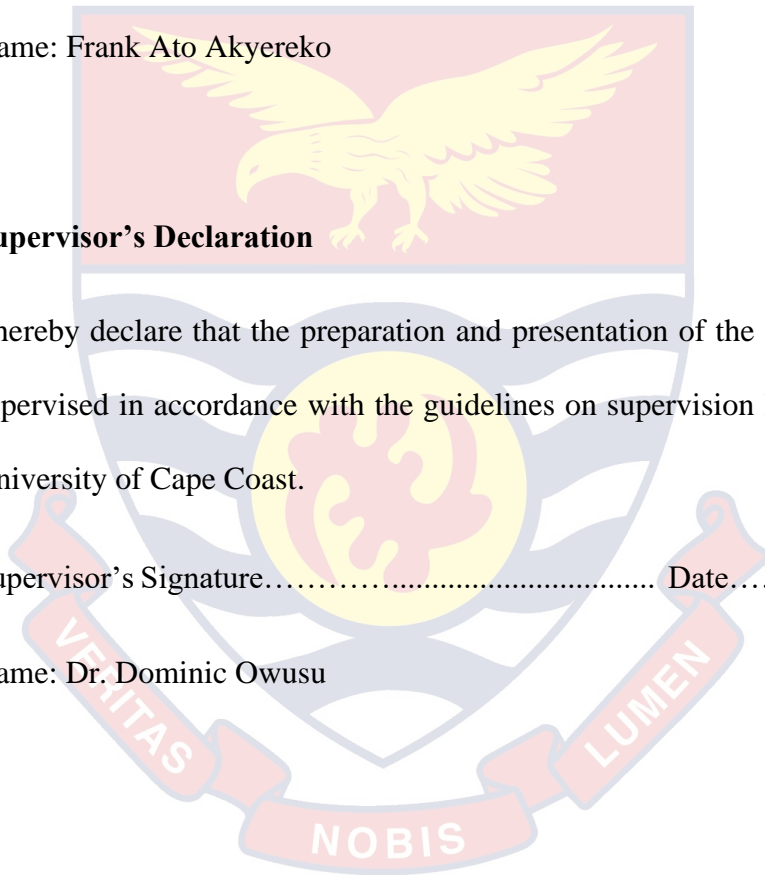 ame: Frank Ato Akyereko
upervisor’s Declaration
hereby declare that the preparation and presentation of the
pervised in accordance with the guidelines on supervision
niversity of Cape Coast.
upervisor’s Signature…………................................ Date….
ame: Dr. Dominic Owusu
VERITAS NOBIS LUMEN